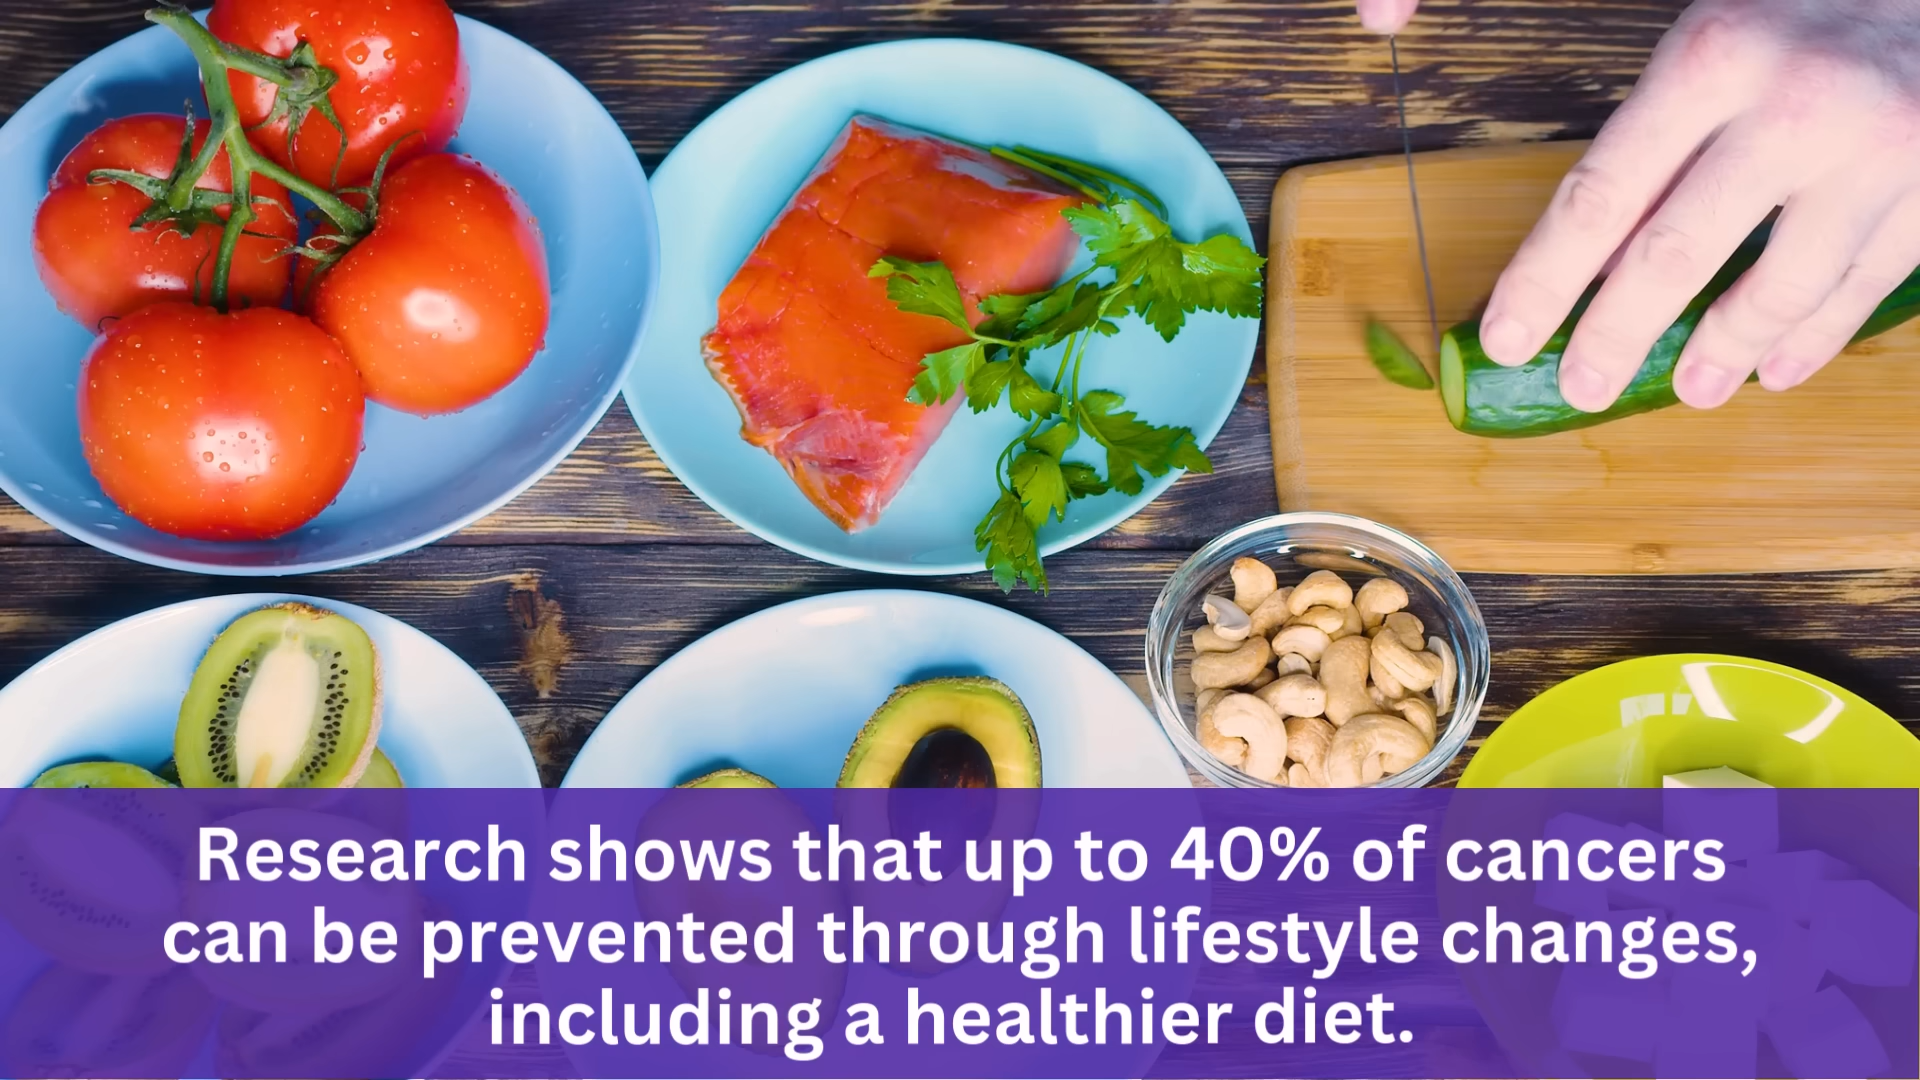 Research shows that up to 40% of cancers
can be prevented through lifestyle changes,
including a healthier diet.